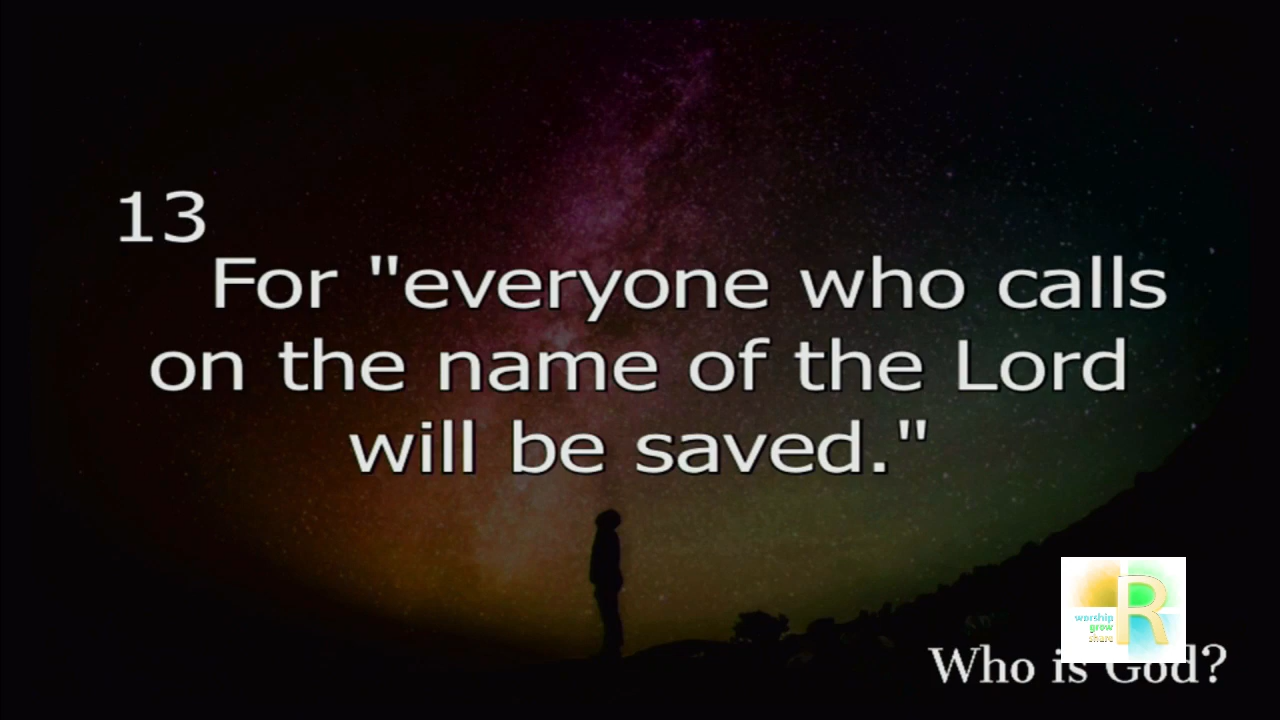 13
For "everyone who calls
on the name of the Lord
will be saved."
worship
grow
share
R
Who is God?